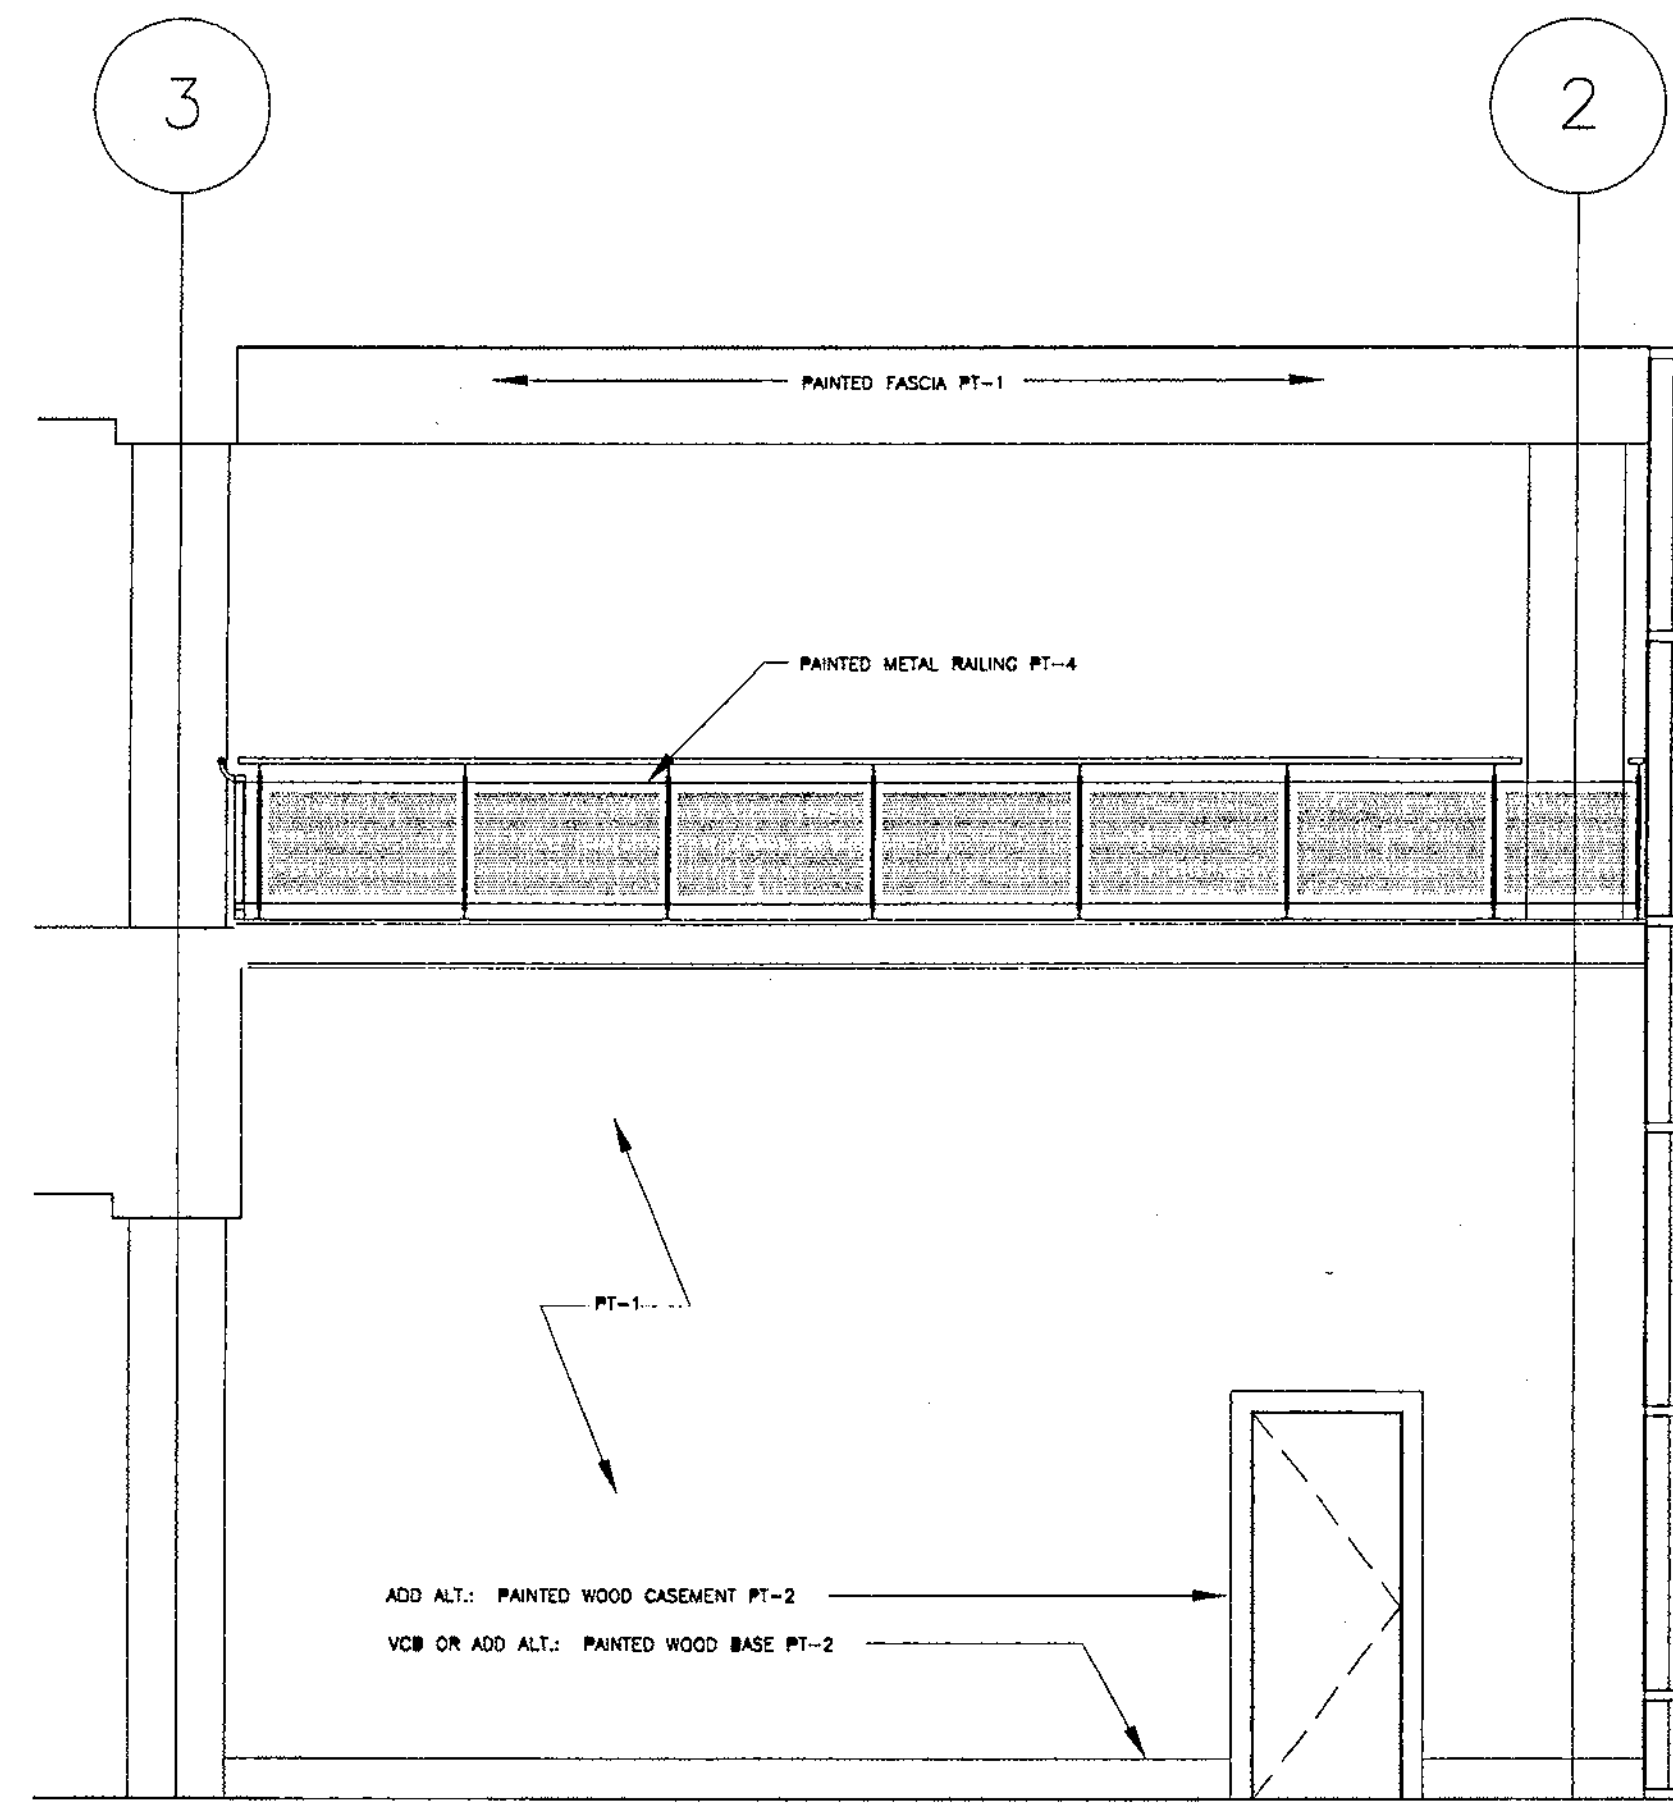 3
2
PAINTED FASCIA PT-1
PAINTED METAL RAILING PT-4
PT-1
ADD ALT.: PAINTED WOOD CASEMENT PT-2
VCB OR ADD ALT.: PAINTED WOOD BASE PT-2